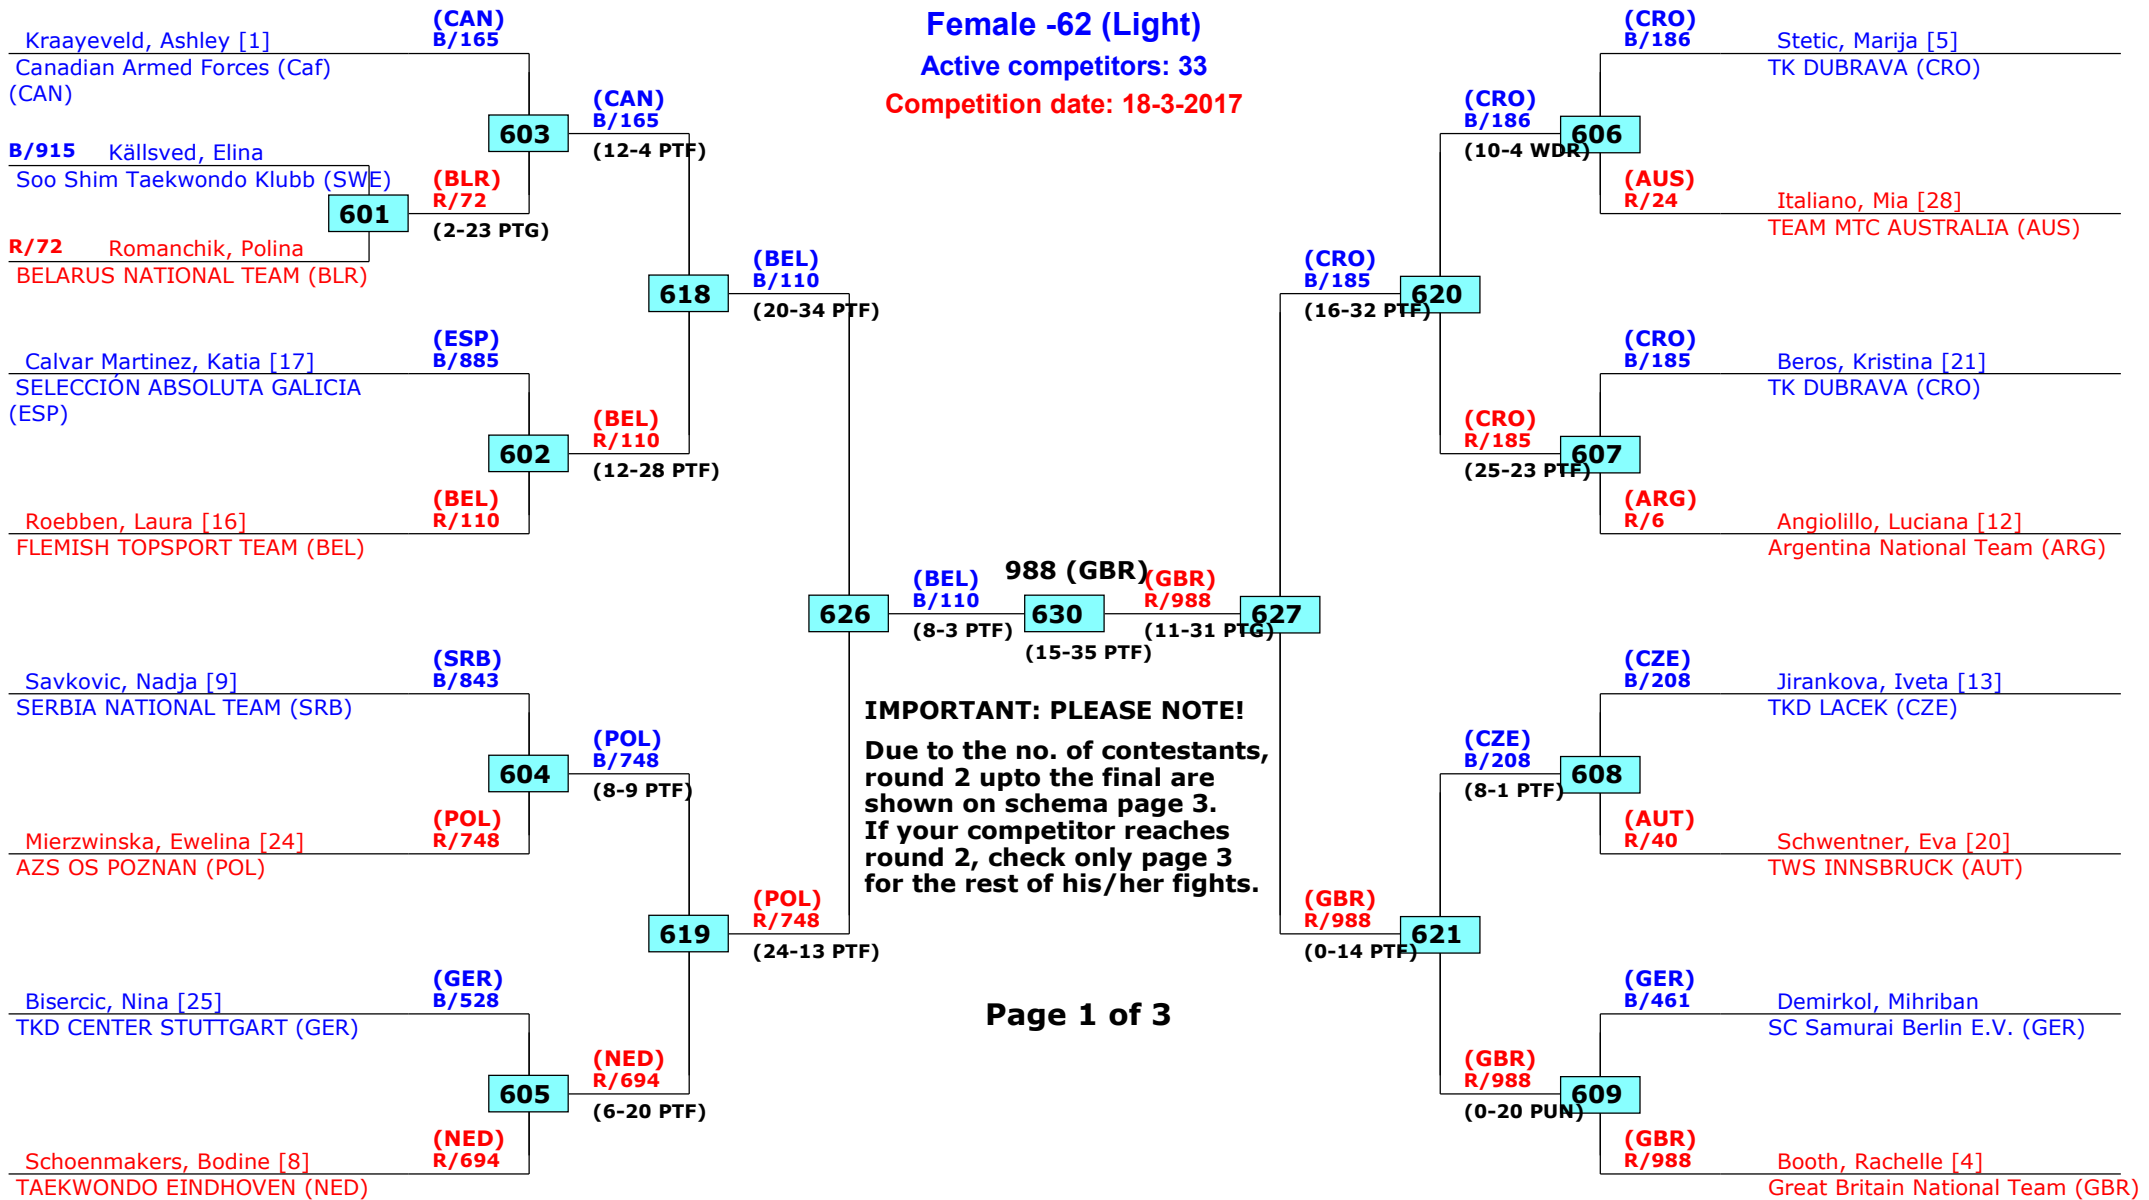 Female -62 (Light)
Active competitors: 33
Competition date: 18-3-2017
(CAN)
Kraayeveld, Ashley [1] B/165
Canadian Armed Forces (Caf)
(CAN)
603
(CAN)
B/165
(12-4 PTF)
B/915 Källsved, Elina
Soo Shim Taekwondo Klubb (SWE)
601
(BLR)
R/72
(2-23 PTG)
R/72 Romanchik, Polina
BELARUS NATIONAL TEAM (BLR)
618
(BEL)
B/110
(20-34 PTF)
(ESP)
Calvar Martinez, Katia [17] B/885
SELECCIÓN ABSOLUTA GALICIA
(ESP)
602
(BEL)
R/110
(12-28 PTF)
(BEL)
Roebben, Laura [16] R/110
FLEMISH TOPSPORT TEAM (BEL)
626
(BEL)
B/110
(8-3 PTF)
988 (GBR)
630
(15-35 PTF)
(GBR)
R/988
(11-31 PTG)
627
(SRB)
Savkovic, Nadja [9] B/843
SERBIA NATIONAL TEAM (SRB)
604
(POL)
B/748
(8-9 PTF)
(POL)
Mierzwinska, Ewelina [24] R/748
AZS OS POZNAN (POL)
619
(POL)
R/748
(24-13 PTF)
(GER)
Bisercic, Nina [25] B/528
TKD CENTER STUTTGART (GER)
605
(NED)
R/694
(6-20 PTF)
(NED)
Schoenmakers, Bodine [8] R/694
TAEKWONDO EINDHOVEN (NED)
IMPORTANT: PLEASE NOTE!
Due to the no. of contestants,
round 2 upto the final are
shown on schema page 3.
If your competitor reaches
round 2, check only page 3
for the rest of his/her fights.
Page 1 of 3
(CRO)
B/186 Stetic, Marija [5]
TK DUBRAVA (CRO)
(CRO)
B/186
(10-4 WDR)
606
(AUS)
R/24 Italiano, Mia [28]
TEAM MTC AUSTRALIA (AUS)
(CRO)
B/185
(16-32 PTF)
620
(CRO)
B/185 Beros, Kristina [21]
TK DUBRAVA (CRO)
(CRO)
R/185
(25-23 PTF)
607
(ARG)
R/6 Angiolillo, Luciana [12]
Argentina National Team (ARG)
(CZE)
B/208 Jirankova, Iveta [13]
TKD LACEK (CZE)
(CZE)
B/208
(8-1 PTF)
608
(AUT)
R/40 Schwentner, Eva [20]
TWS INNSBRUCK (AUT)
(GBR)
R/988
(0-14 PTF)
621
(GER)
B/461 Demirkol, Mihriban
SC Samurai Berlin E.V. (GER)
(GBR)
R/988
(0-20 PUN)
609
(GBR)
R/988 Booth, Rachelle [4]
Great Britain National Team (GBR)